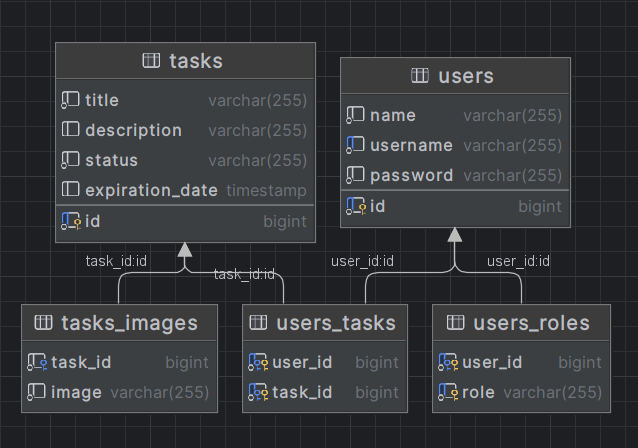 tasks
title varchar(255)
description varchar(255)
status varchar(255)
expiration_date timestamp
id bigint
users
name varchar(255)
username varchar(255)
password varchar(255)
id bigint
task_id:id
task_id:id
user_id:id
user_id:id
tasks_images
task_id bigint
image varchar(255)
users_tasks
user_id bigint
task_id bigint
users_roles
user_id bigint
role varchar(255)